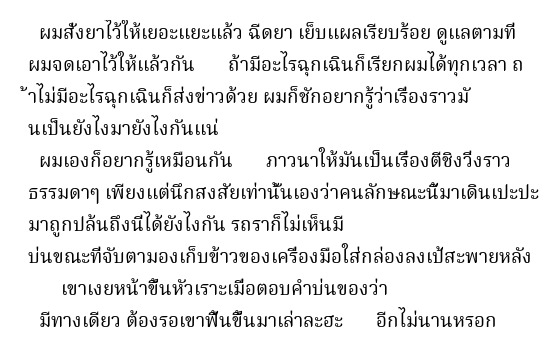 ผมสั่งยาไว้ให้เยอะแยะแล้ว ฉีดยา เย็บแผลเรียบร้อย ดูแลตามที่
ผมจดเอาไว้ให้แล้วกัน ถ้ามีอะไรฉุกเฉินก็เรียกผมได้ทุกเวลา ถ
้าไม่มีอะไรฉุกเฉินก็ส่งข่าวด้วย ผมก็ชักอยากรู้ว่าเรื่องราวมั
นเป็นยังไงมายังไงกันแน่
ผมเองก็อยากรู้เหมือนกัน ภาวนาให้มันเป็นเรื่องตีชิงวิ่งราว
ธรรมดาๆ เพียงแต่นึกสงสัยเท่านั้นเองว่าคนลักษณะนี้มาเดินเปะปะ
มาถูกปล้นถึงนี่ได้ยังไงกัน รถราก็ไม่เห็นมี
บ่นขณะที่จับตามองเก็บข้าวของเครื่องมือใส่กล่องลงเป้สะพายหลัง
เขาเงยหน้าขึ้นหัวเราะเมื่อตอบคำบ่นของว่า
มีทางเดียว ต้องรอเขาฟื้นขึ้นมาเล่าละฮะ อีกไม่นานหรอก